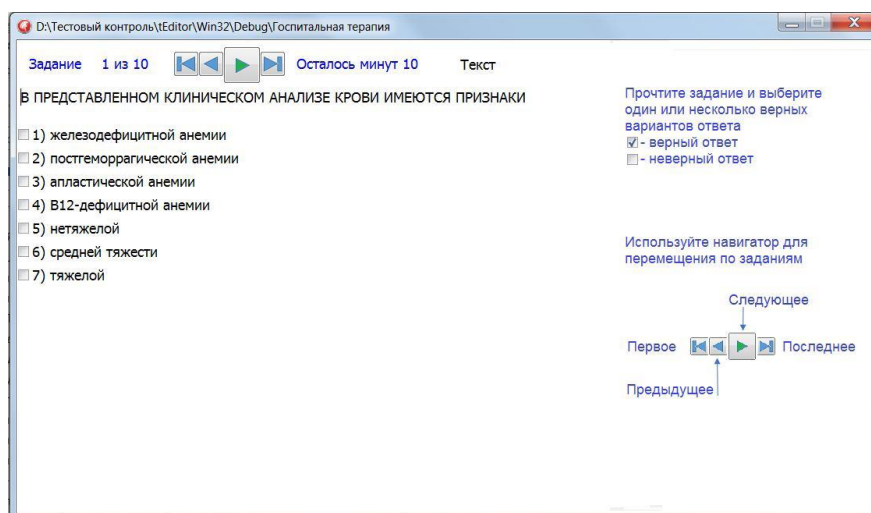 D:\Тестовый контроль\tEditor\Win32\Debug\Госпитальная терапия
Задание 1 из 10 Осталось минут 10 Текст
В ПРЕДСТАВЛЕННОМ КЛИНИЧЕСКОМ АНАЛИЗЕ КРОВИ ИМЕЮТСЯ ПРИЗНАКИ
1) железодефицитной анемии
2) постгеморрагической анемии
3) апластической анемии
4) В12-дефицитной анемии
5) нетяжелой
6) средней тяжести
7) тяжелой
Прочтите задание и выберите
один или несколько верных
вариантов ответа
- верный ответ
- неверный ответ
Используйте навигатор для
перемещения по заданиям
Следующее
Первое Последнее
Предыдущее